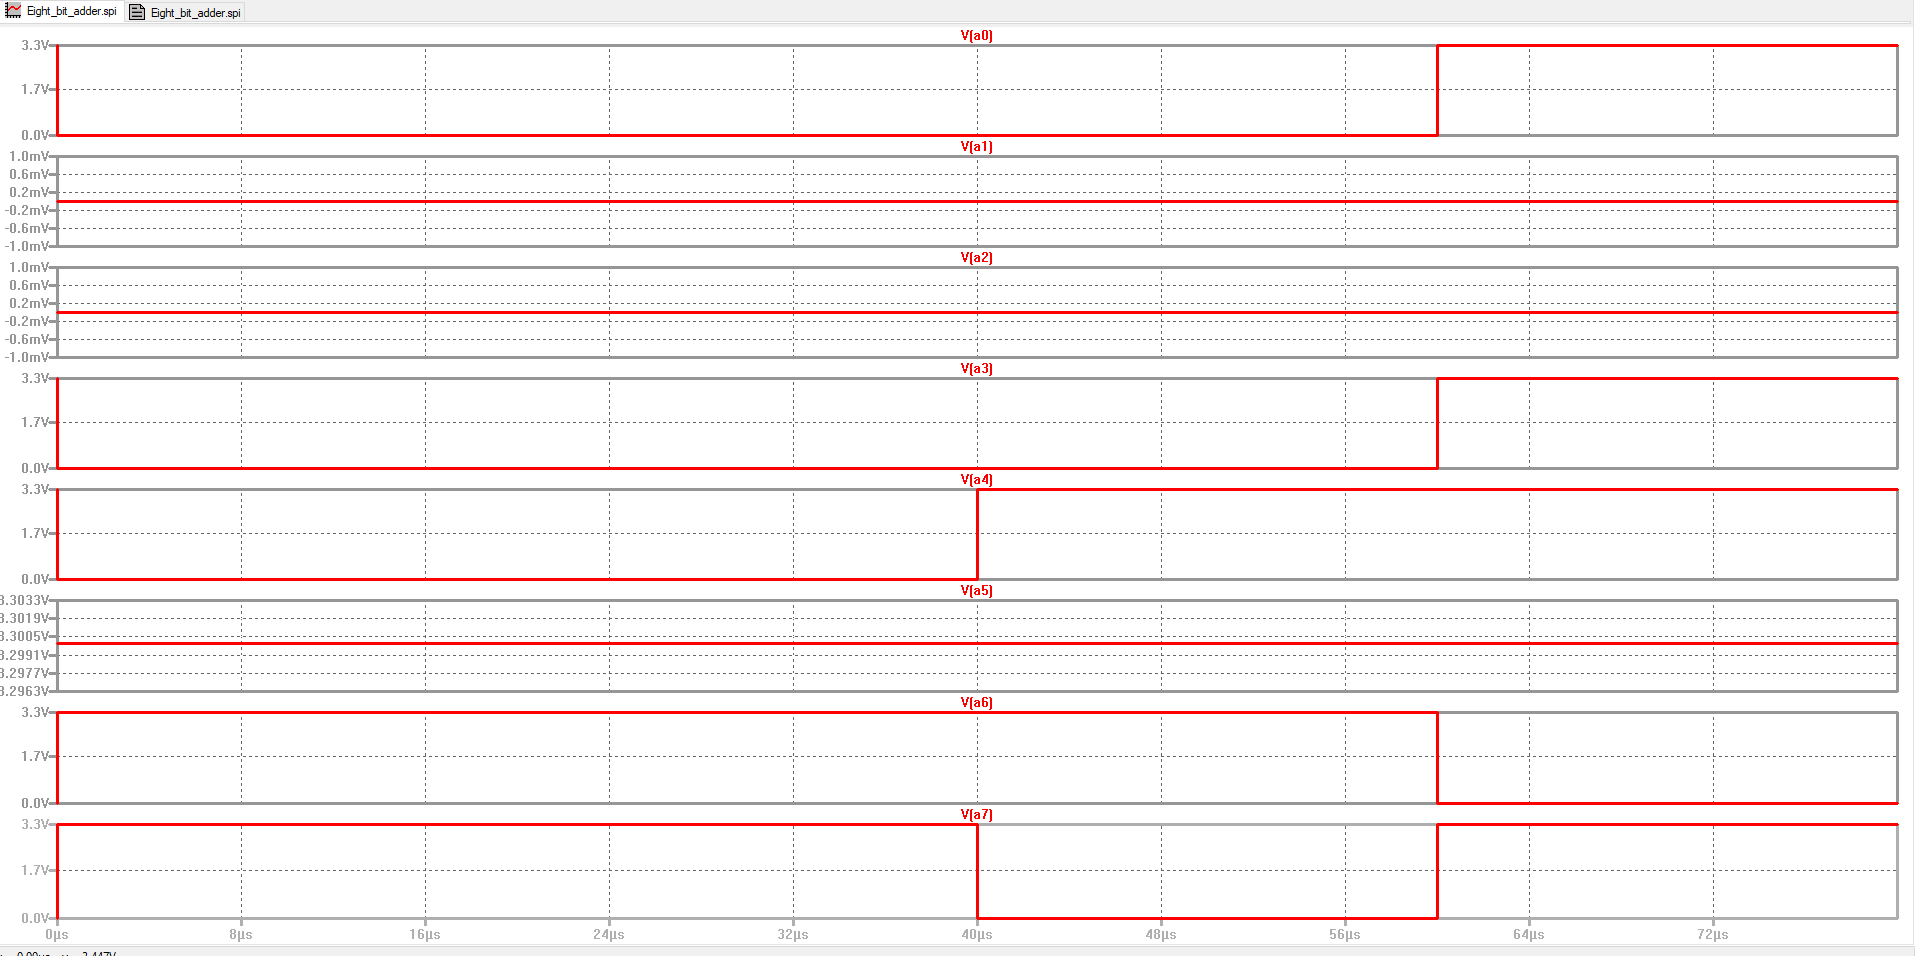 Eight_bit_adder.spi Eight_bit_adder.spi
V(a0)
3.3V
1.7V
0.0V
V(a1)
1.0mV
0.6mV
0.2mV
-0.2mV
-0.6mV
-1.0mV
V(a2)
1.0mV
0.6mV
0.2mV
-0.2mV
-0.6mV
-1.0mV
V(a3)
3.3V
1.7V
0.0V
V(a4)
3.3V
1.7V
0.0V
V(a5)
3.3033V
3.3019V
3.3005V
3.2991V
3.2977V
3.2963V
V(a6)
3.3V
1.7V
0.0V
V(a7)
3.3V
1.7V
0.0V
0µs 8µs 16µs 24µs 32µs 40µs 48µs 56µs 64µs 72µs